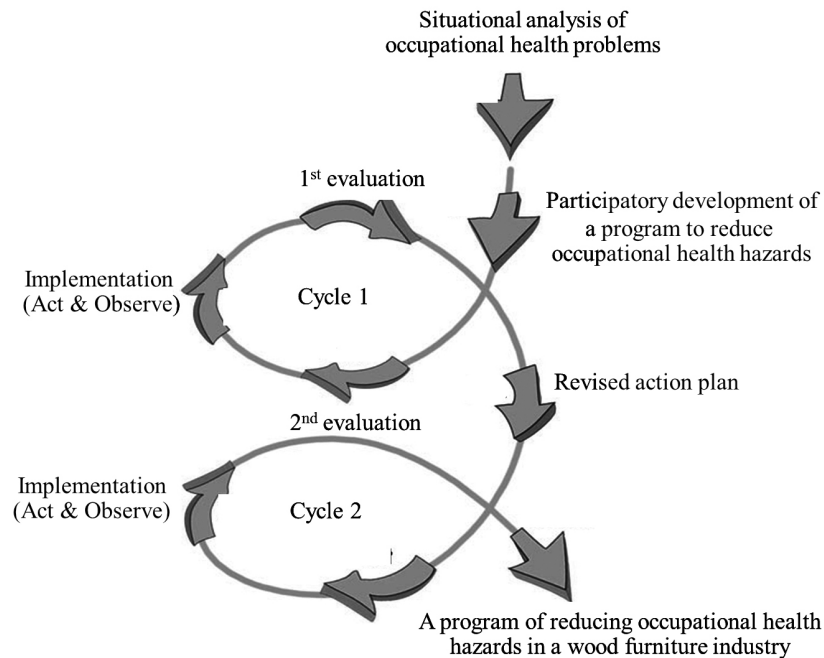 Situational analysis of
occupational health problems
1st evaluation
Participatory development of
a program to reduce
occupational health hazards
Implementation
(Act & Observe)
Cycle 1
Revised action plan
2nd evaluation
Implementation
(Act & Observe)
Cycle 2
A program of reducing occupational health
hazards in a wood furniture industry